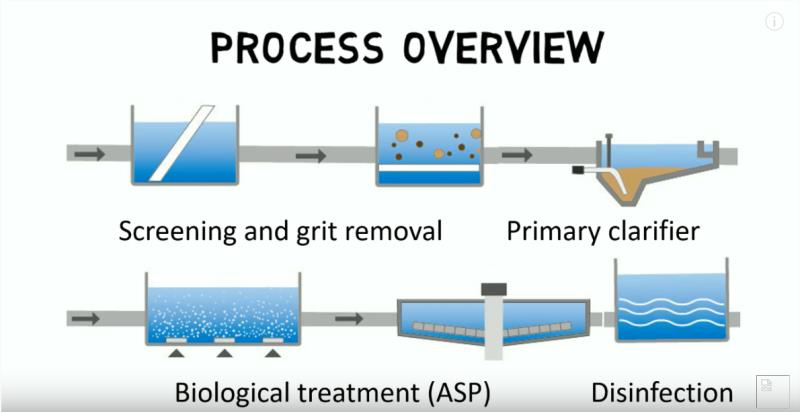 PROCESS OVERVIEW
Screening and grit removal
Primary clarifier
Biological treatment (ASP)
Disinfection